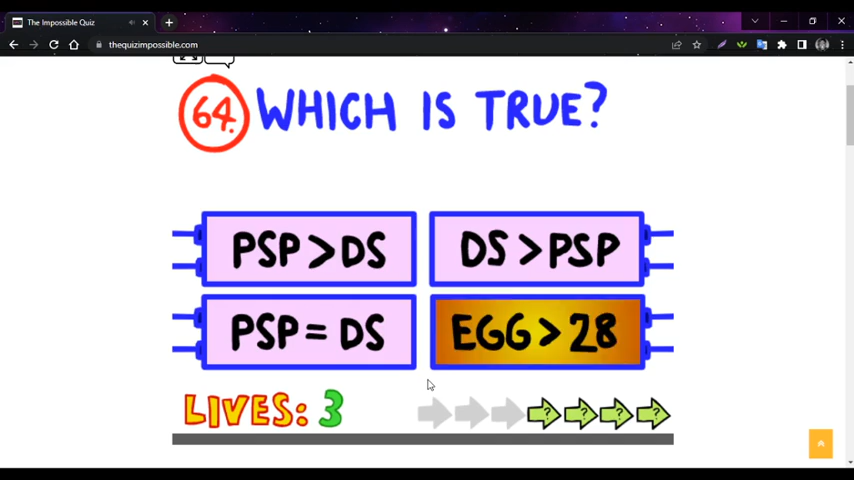 The Impossible Quiz
thequizimpossible.com
64. WHICH IS TRUE?
PSP>DS
DS>PSP
PSP=DS
EGG>28
LIVES: 3
? ? ? ?